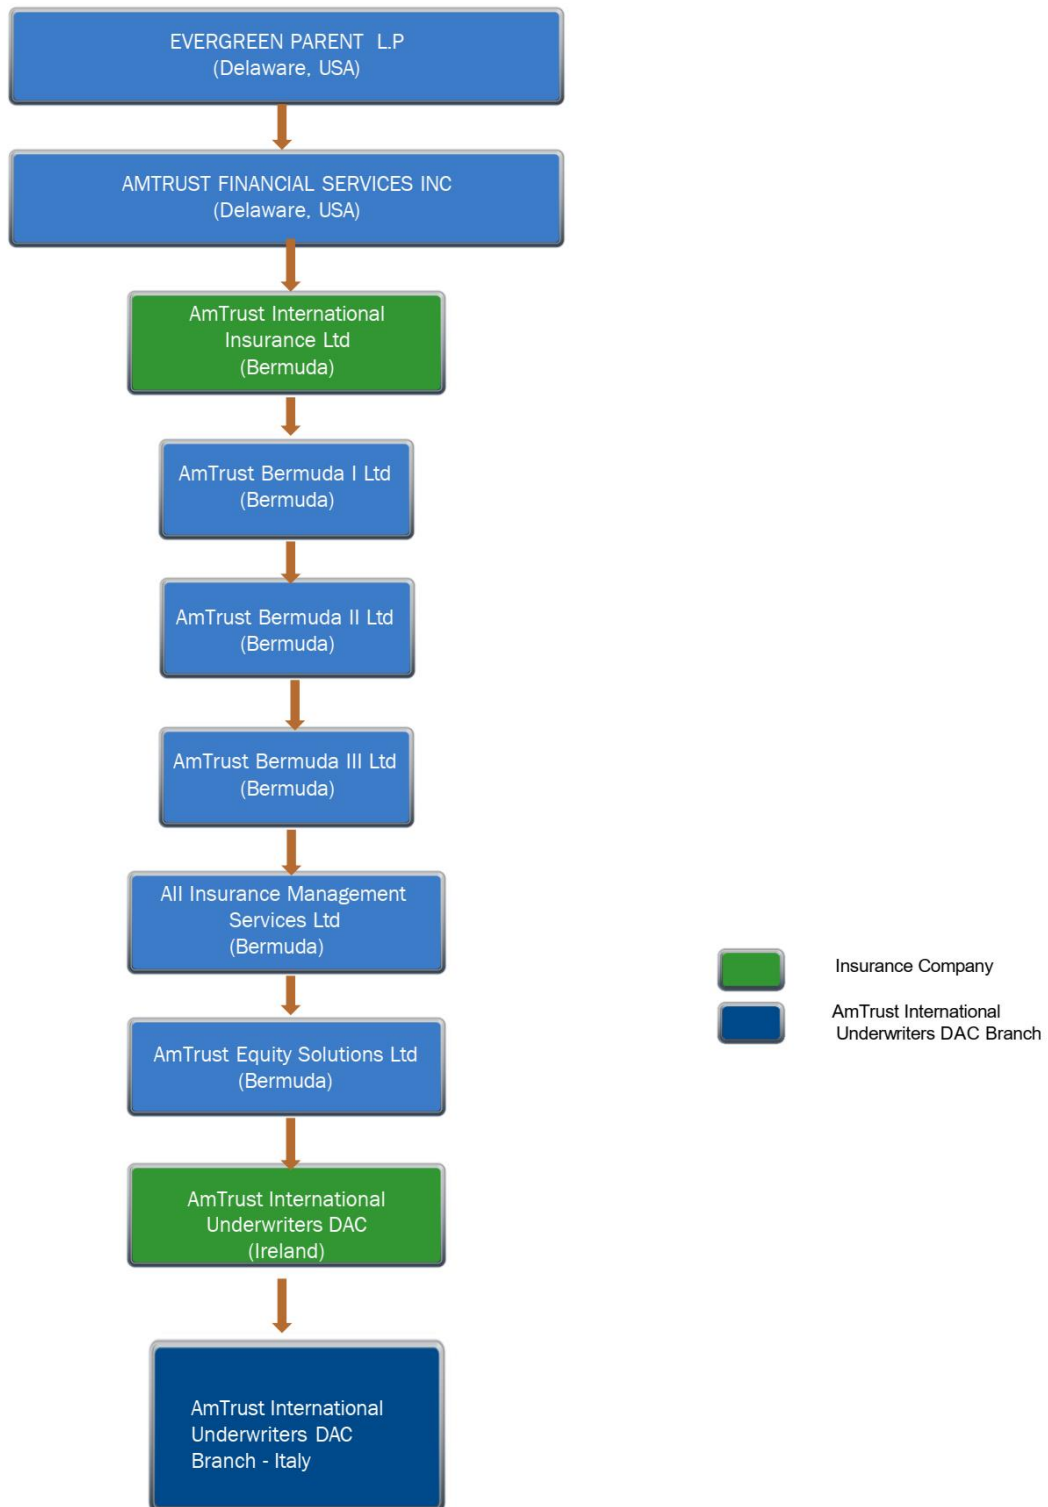 EVERGREEN PARENT L.P
(Delaware, USA)
AMTRUST FINANCIAL SERVICES INC
(Delaware, USA)
AmTrust International
Insurance Ltd
(Bermuda)
AmTrust Bermuda I Ltd
(Bermuda)
AmTrust Bermuda II Ltd
(Bermuda)
AmTrust Bermuda III Ltd
(Bermuda)
AII Insurance Management
Services Ltd
(Bermuda)
AmTrust Equity Solutions Ltd
(Bermuda)
AmTrust International
Underwriters DAC
(Ireland)
AmTrust International
Underwriters DAC
Branch - Italy
Insurance Company
AmTrust International
Underwriters DAC Branch